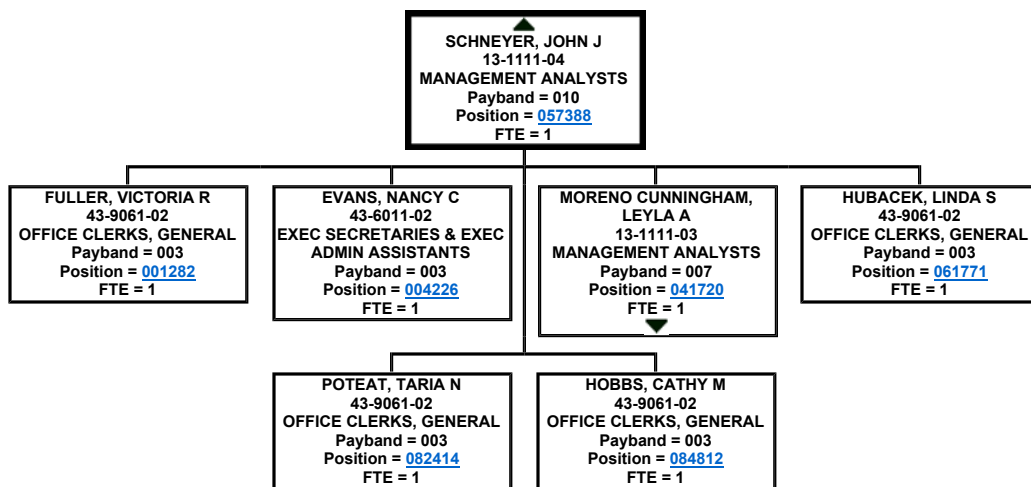 SCHNEYER, JOHN J
13-1111-04
MANAGEMENT ANALYSTS
Payband = 010
Position = 057388
FTE = 1
FULLER, VICTORIA R
43-9061-02
OFFICE CLERKS, GENERAL
Payband = 003
Position = 001282
FTE = 1
EVANS, NANCY C
43-6011-02
EXEC SECRETARIES & EXEC
ADMIN ASSISTANTS
Payband = 003
Position = 004226
FTE = 1
MORENO CUNNINGHAM,
LEYLA A
13-1111-03
MANAGEMENT ANALYSTS
Payband = 007
Position = 041720
FTE = 1
HUBACEK, LINDA S
43-9061-02
OFFICE CLERKS, GENERAL
Payband = 003
Position = 061771
FTE = 1
POTEAT, TARIA N
43-9061-02
OFFICE CLERKS, GENERAL
Payband = 003
Position = 082414
FTE = 1
HOBBS, CATHY M
43-9061-02
OFFICE CLERKS, GENERAL
Payband = 003
Position = 084812
FTE = 1